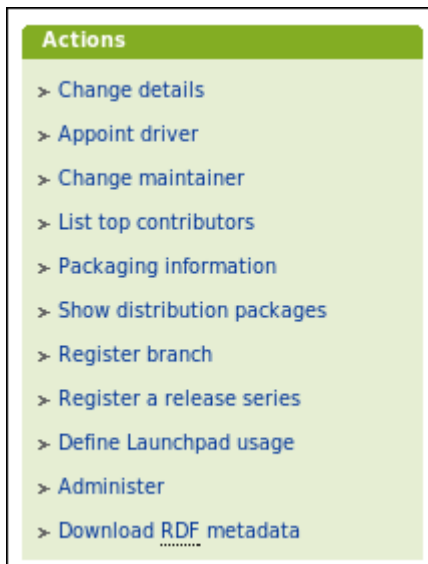 Actions
Change details
Appoint driver
Change maintainer
List top contributors
Packaging information
Show distribution packages
Register branch
Register a release series
Define Launchpad usage
Administer
Download RDF metadata